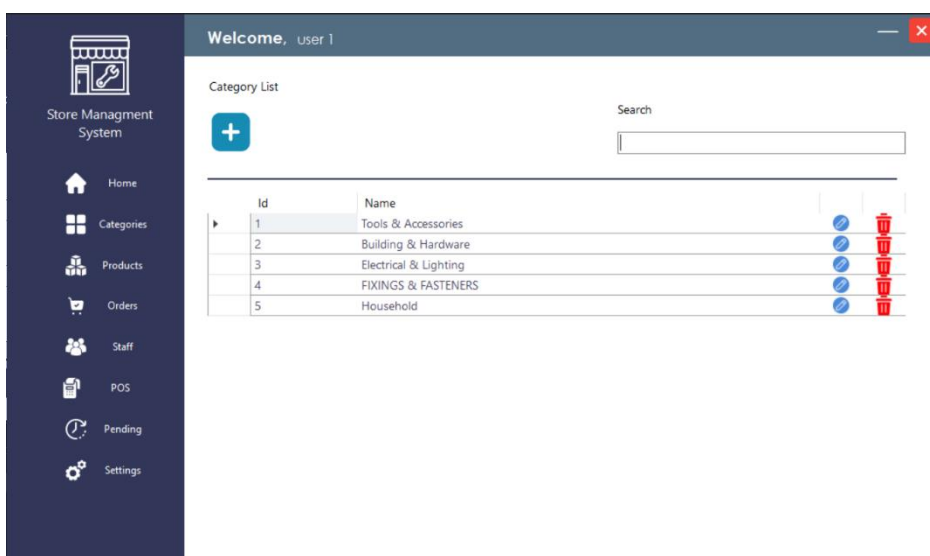 Welcome, user 1
Store Managment
System
Home
Categories
Products
Orders
Staff
POS
Pending
Settings
Category List
Search
Id Name
1 Tools & Accessories
2 Building & Hardware
3 Electrical & Lighting
4 FIXINGS & FASTENERS
5 Household